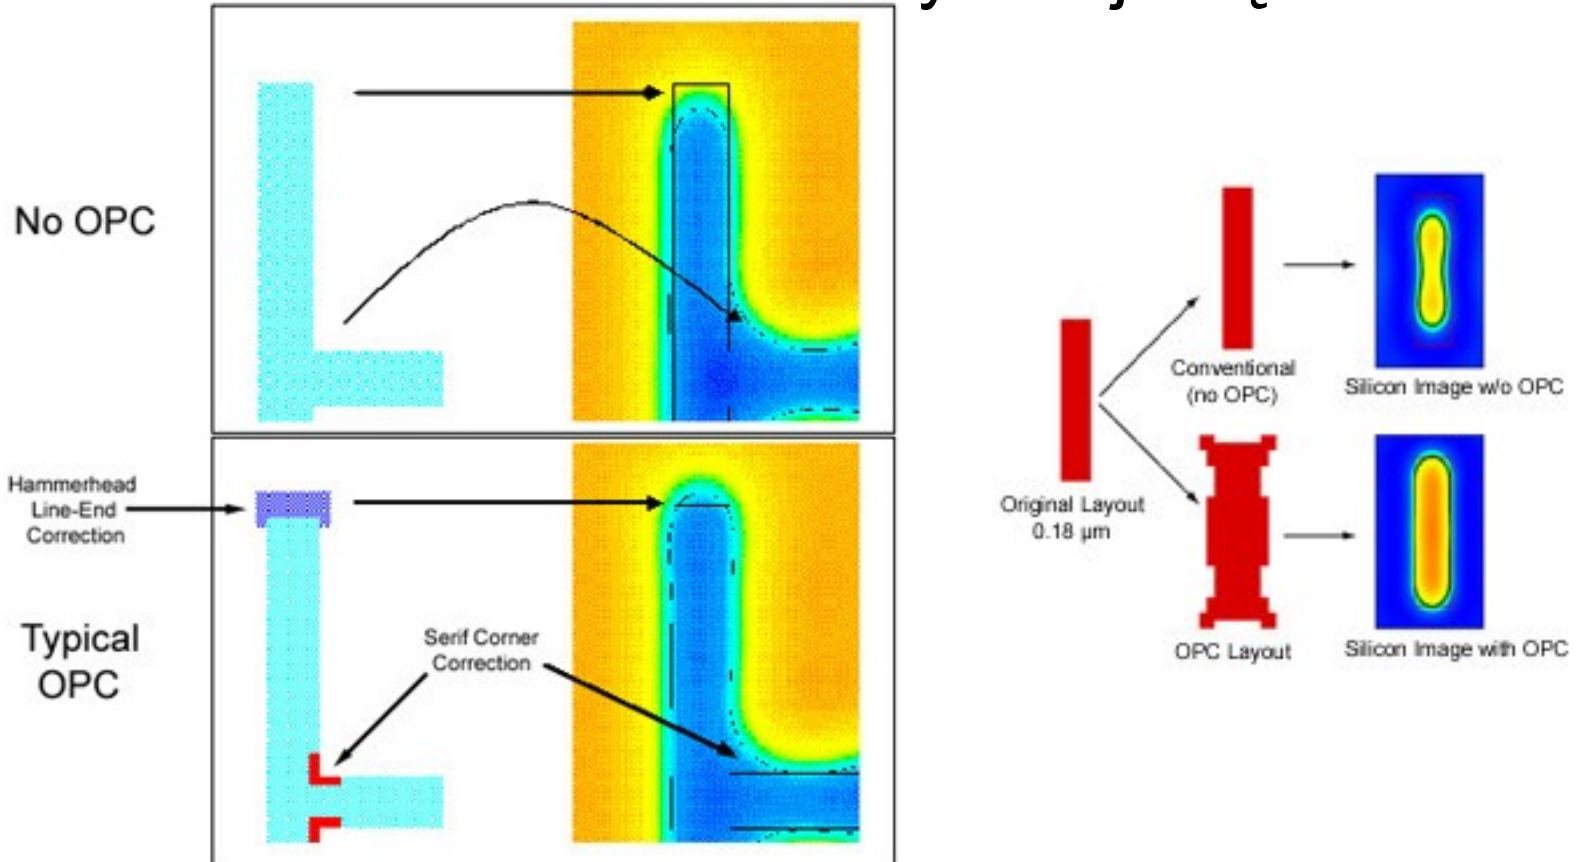 No OPC
Hammerhead
Line-End
Correction
Typical
OPC
Serif Corner
Correction
Original Layout
0.18 µm
Conventional
(no OPC)
Silicon Image w/o OPC
OPC Layout
Silicon Image with OPC